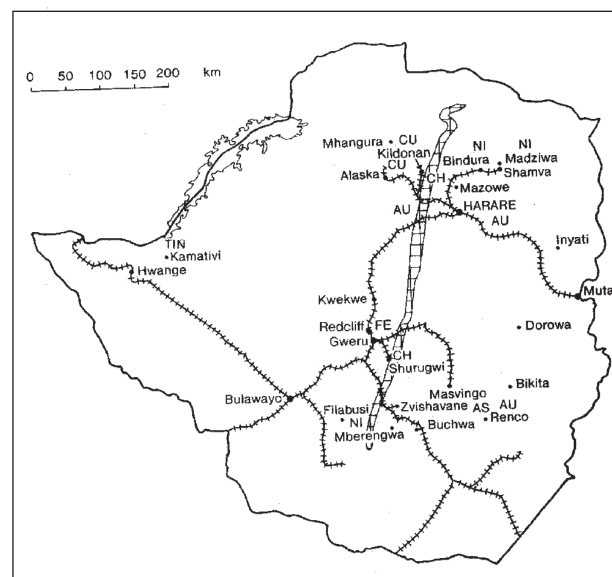 0 50 100 150 200 km
Mhangura CU
Kildonan
CU
Alaska
CH
NI NI
Bindura Madziwa
Shamva
Mazowe
AU
HARARE
AU
Inyati
TIN
Kamativi
Hwange
Muta
Kwekwe
Redcliff FE
Gweru
Dorowa
CH
Shurugwi
Masvingo
Bikita
Bulawayo
Filabusi
Zvishavane
AS AU
NI
Renco
Mberengwa
Buchwa